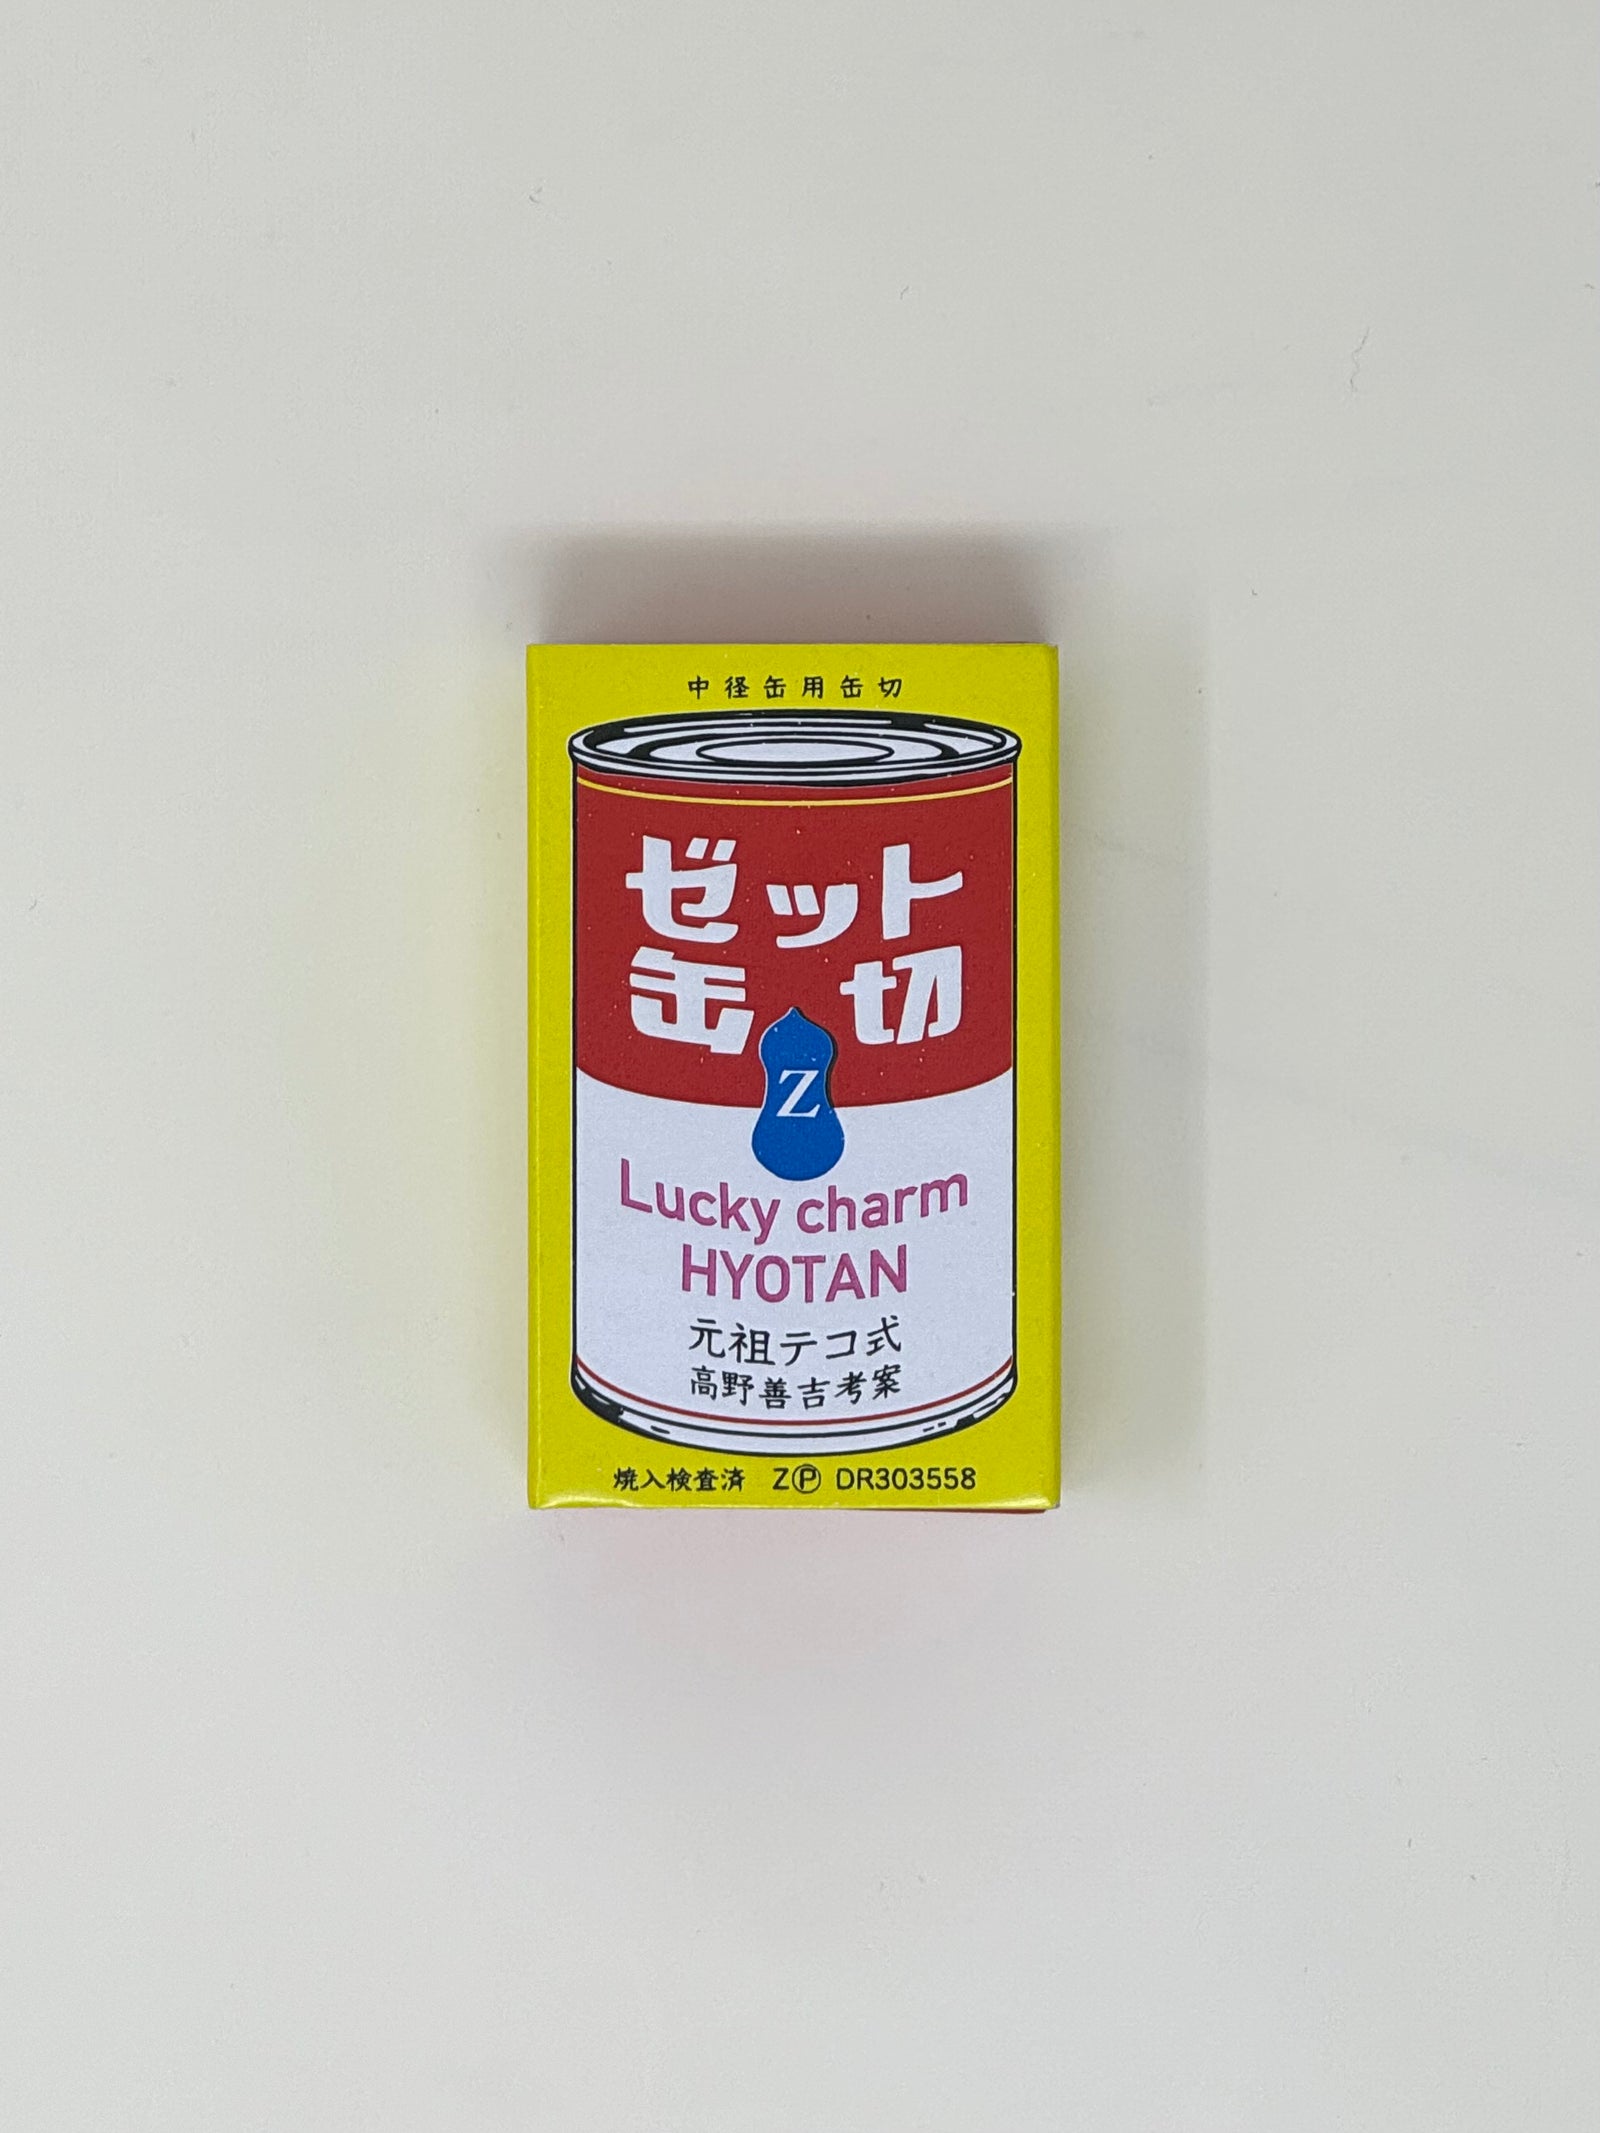 中径缶用缶切
ゼット
缶切
Z
Lucky charm
HYOTAN
元祖テコ式
高野善吉考案
焼入検査済 ZⓅ DR303558